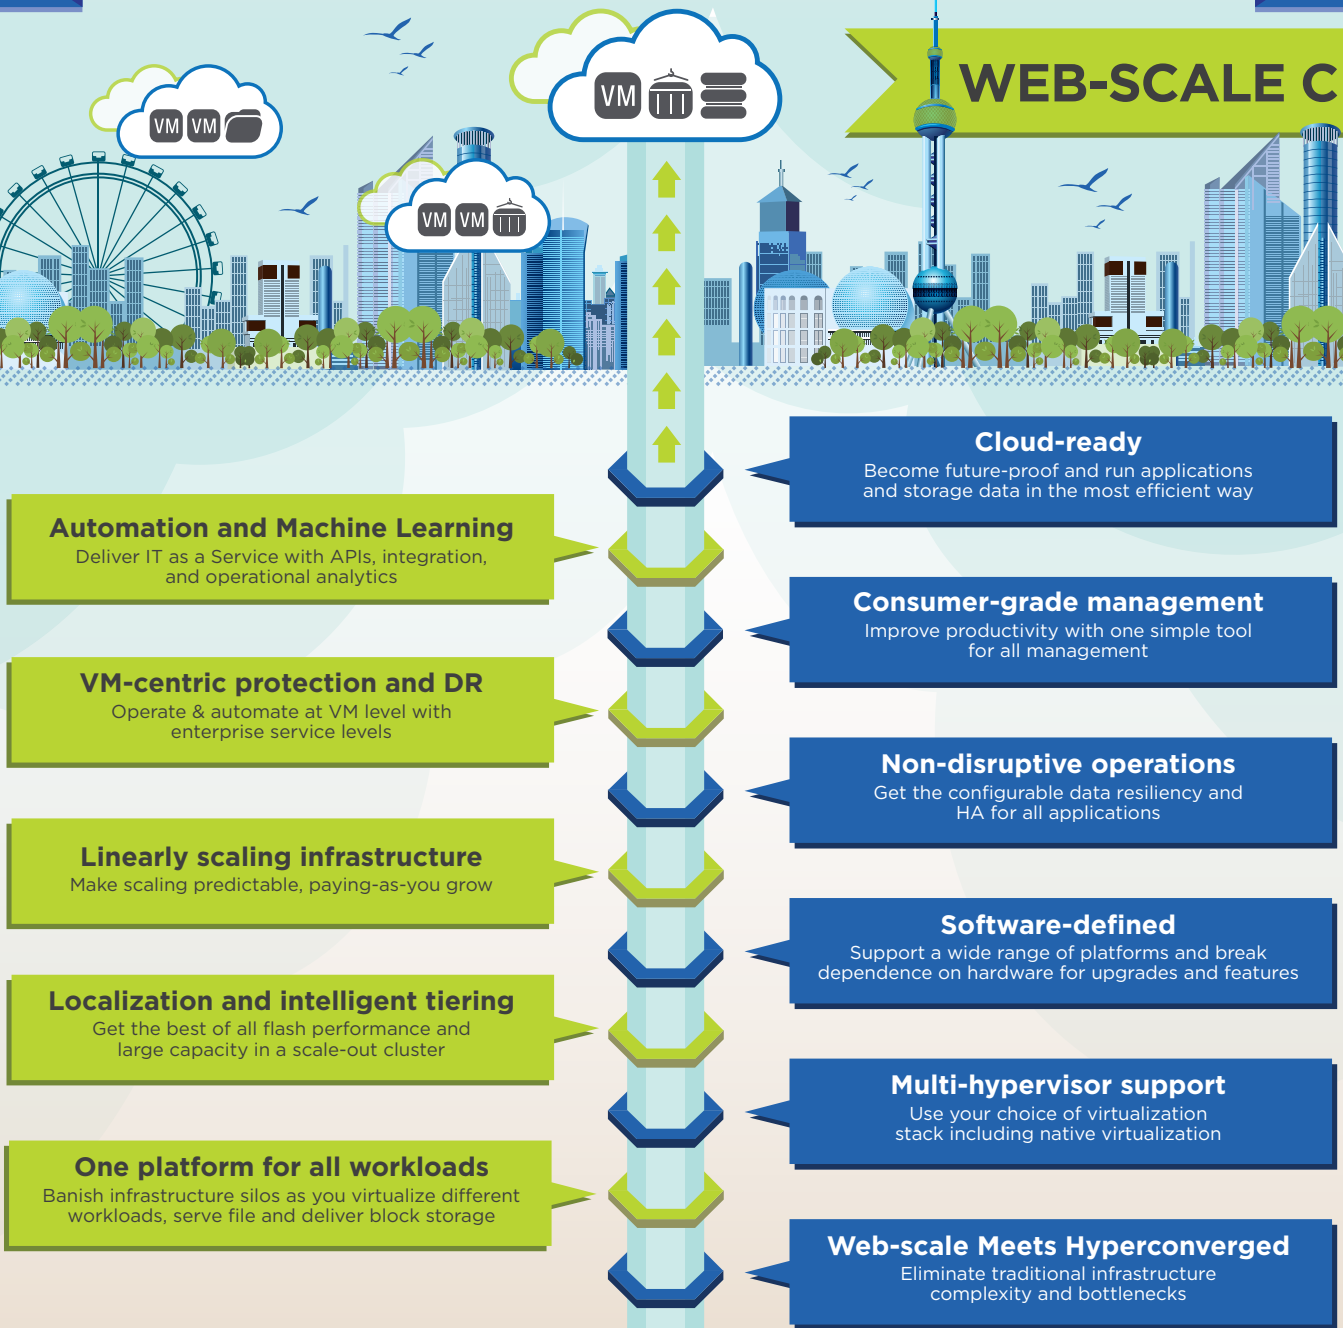 VM
VM VM
WEB-SCALE C
VM VM
Cloud-ready
Become future-proof and run applications
and storage data in the most efficient way
Automation and Machine Learning
Deliver IT as a Service with APIs, integration,
and operational analytics
Consumer-grade management
Improve productivity with one simple tool
for all management
VM-centric protection and DR
Operate & automate at VM level with
enterprise service levels
Non-disruptive operations
Get the configurable data resiliency and
HA for all applications
Linearly scaling infrastructure
Make scaling predictable, paying-as-you grow
Software-defined
Support a wide range of platforms and break
dependence on hardware for upgrades and features
Localization and intelligent tiering
Get the best of all flash performance and
large capacity in a scale-out cluster
Multi-hypervisor support
Use your choice of virtualization
stack including native virtualization
One platform for all workloads
Banish infrastructure silos as you virtualize different
workloads, serve file and deliver block storage
Web-scale Meets Hyperconverged
Eliminate traditional infrastructure
complexity and bottlenecks